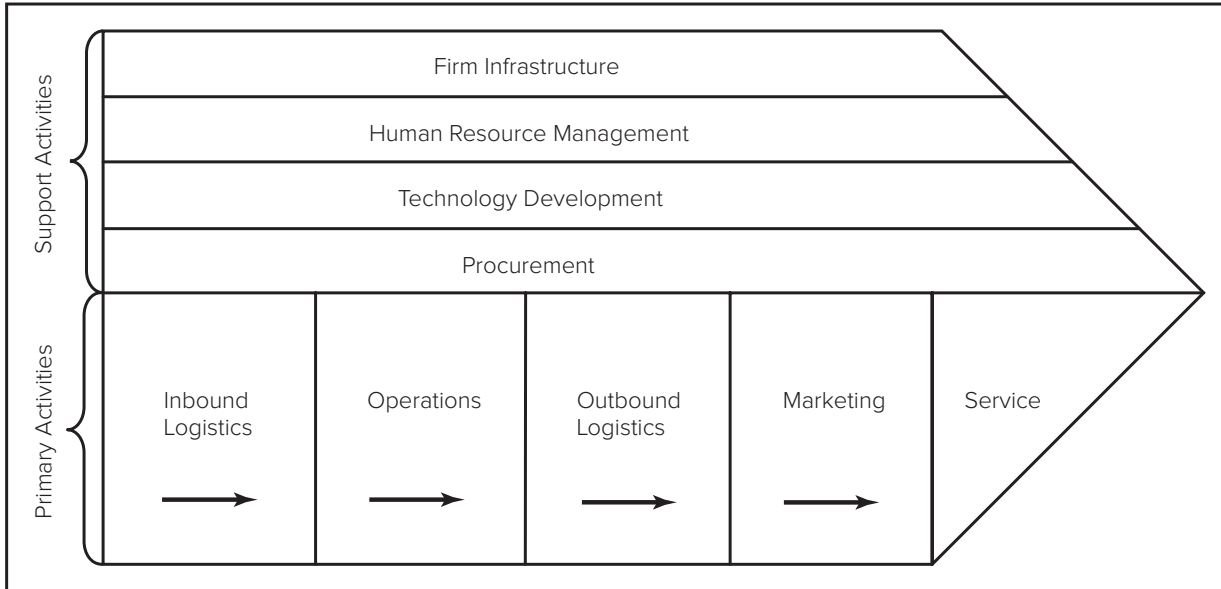 Support Activities
Firm Infrastructure
Human Resource Management
Technology Development
Procurement
Primary Activities
Inbound
Logistics
Operations
Outbound
Logistics
Marketing
Service